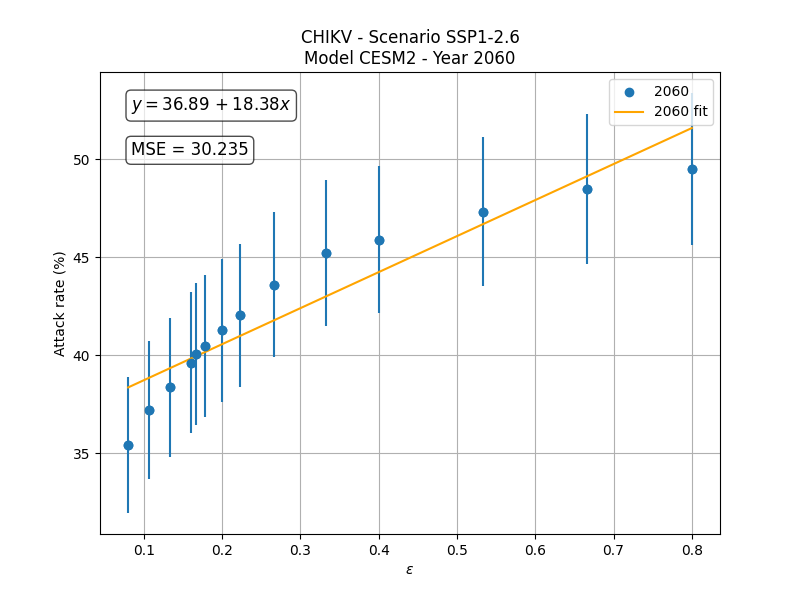 CHIKV - Scenario SSP1-2.6
Model CESM2 - Year 2060
y = 36.89 + 18.38x
MSE = 30.235
2060
2060 fit
50
45
40
35
Attack rate (%)
0.1 0.2 0.3 0.4 0.5 0.6 0.7 0.8
ε